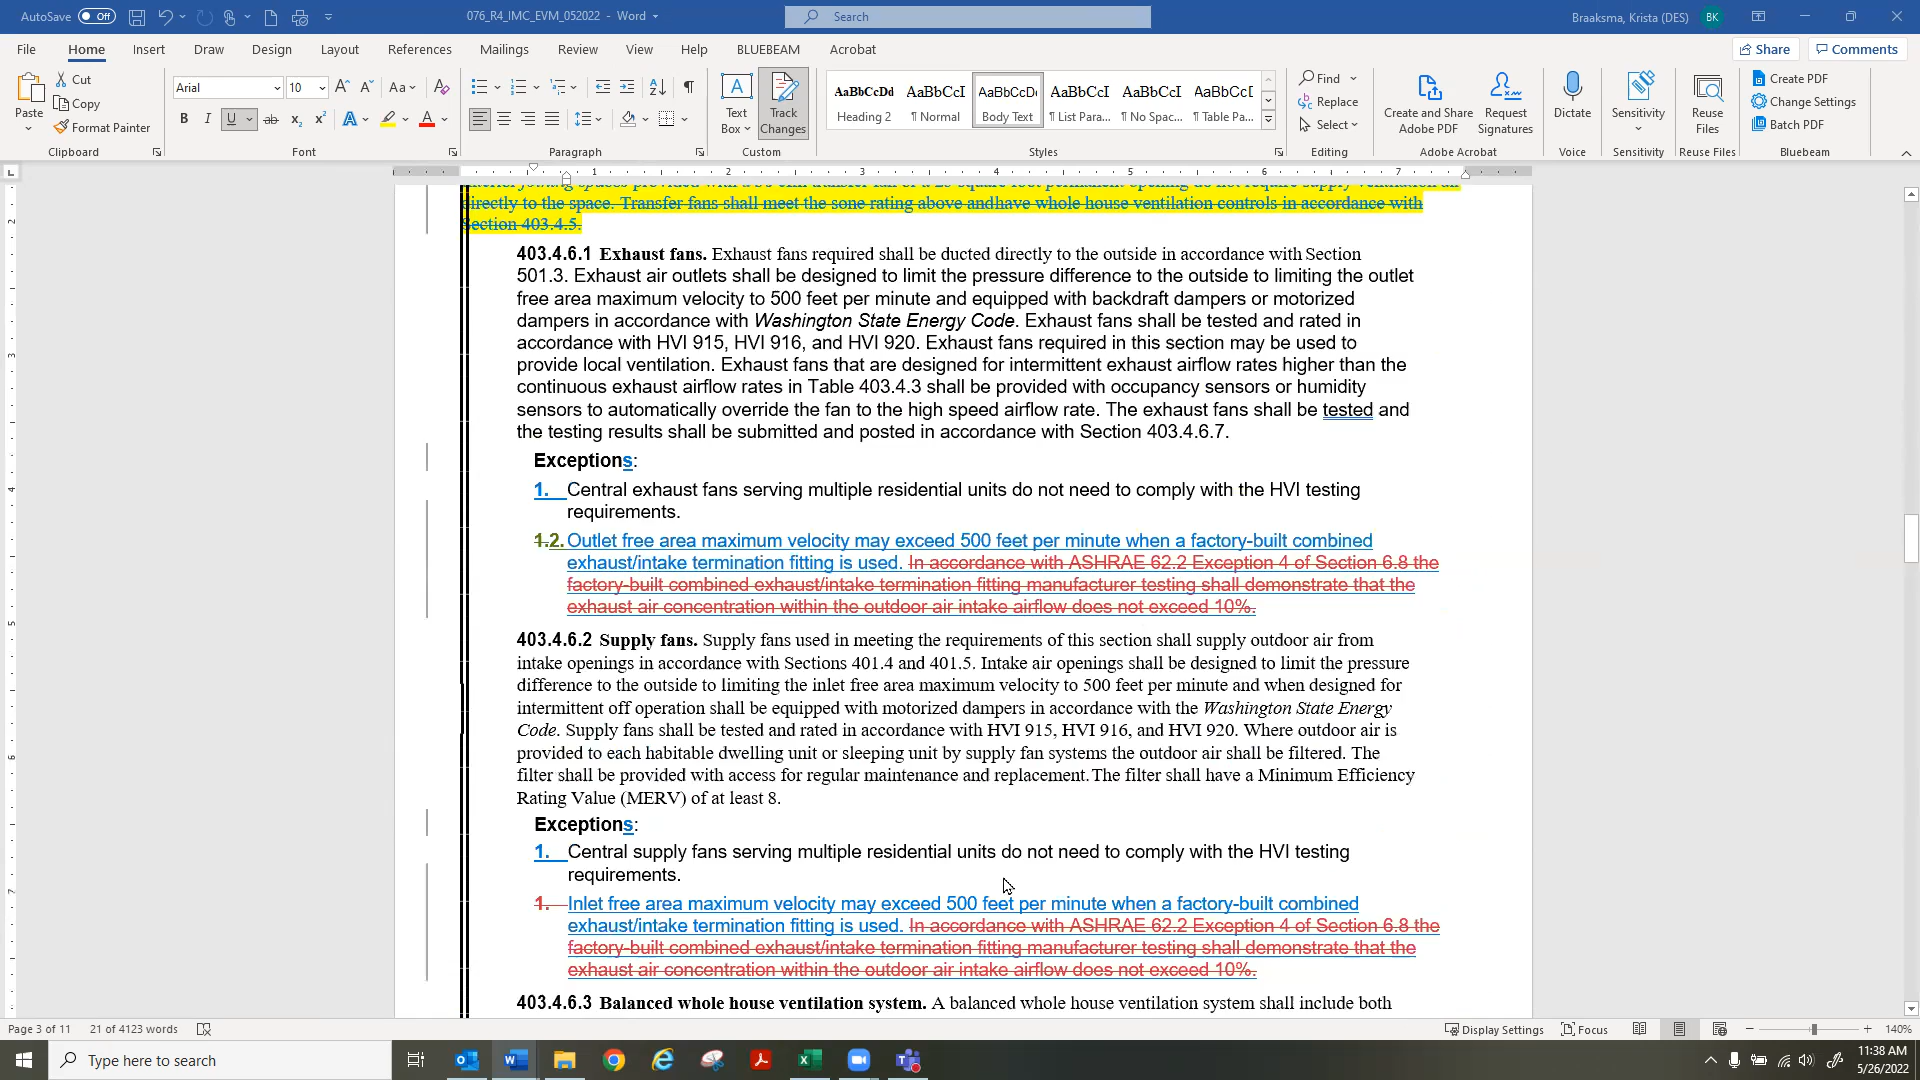 AutoSave Off 076_R4_IMC_EVM_052022 - Word Search Braaksma, Krista (DES) BK
File Home Insert Draw Design Layout References Mailings Review View Help BLUEBEAM Acrobat Share Comments
Paste Cut Copy Format Painter Clipboard
Arial 10 Font
Paragraph
Text Box Track Changes Custom
AaBbCcDd Heading 2 AaBbCcI ¶ Normal AaBbCcDı Body Text AaBbCcI ¶ List Para... AaBbCcI ¶ No Spac... AaBbCcI ¶ Table Pa... Styles
Find Replace Select Editing
Create and Share Adobe PDF Request Signatures Adobe Acrobat
Dictate Voice
Sensitivity Sensitivity
Reuse Files Reuse Files
Create PDF Change Settings Batch PDF Bluebeam
1 2 3 4 5 6 7
directly to the space. Transfer fans shall meet the sone rating above andhave whole house ventilation controls in accordance with
Section 403.4.5.
403.4.6.1 Exhaust fans. Exhaust fans required shall be ducted directly to the outside in accordance with Section
501.3. Exhaust air outlets shall be designed to limit the pressure difference to the outside to limiting the outlet
free area maximum velocity to 500 feet per minute and equipped with backdraft dampers or motorized
dampers in accordance with Washington State Energy Code. Exhaust fans shall be tested and rated in
accordance with HVI 915, HVI 916, and HVI 920. Exhaust fans required in this section may be used to
provide local ventilation. Exhaust fans that are designed for intermittent exhaust airflow rates higher than the
continuous exhaust airflow rates in Table 403.4.3 shall be provided with occupancy sensors or humidity
sensors to automatically override the fan to the high speed airflow rate. The exhaust fans shall be tested and
the testing results shall be submitted and posted in accordance with Section 403.4.6.7.
Exceptions:
1. Central exhaust fans serving multiple residential units do not need to comply with the HVI testing
requirements.
1.2. Outlet free area maximum velocity may exceed 500 feet per minute when a factory-built combined
exhaust/intake termination fitting is used. In accordance with ASHRAE 62.2 Exception 4 of Section 6.8 the
factory-built combined exhaust/intake termination fitting manufacturer testing shall demonstrate that the
exhaust air concentration within the outdoor air intake airflow does not exceed 10%.
403.4.6.2 Supply fans. Supply fans used in meeting the requirements of this section shall supply outdoor air from
intake openings in accordance with Sections 401.4 and 401.5. Intake air openings shall be designed to limit the pressure
difference to the outside to limiting the inlet free area maximum velocity to 500 feet per minute and when designed for
intermittent off operation shall be equipped with motorized dampers in accordance with the Washington State Energy
Code. Supply fans shall be tested and rated in accordance with HVI 915, HVI 916, and HVI 920. Where outdoor air is
provided to each habitable dwelling unit or sleeping unit by supply fan systems the outdoor air shall be filtered. The
filter shall be provided with access for regular maintenance and replacement. The filter shall have a Minimum Efficiency
Rating Value (MERV) of at least 8.
Exceptions:
1. Central supply fans serving multiple residential units do not need to comply with the HVI testing
requirements.
1. Inlet free area maximum velocity may exceed 500 feet per minute when a factory-built combined
exhaust/intake termination fitting is used. In accordance with ASHRAE 62.2 Exception 4 of Section 6.8 the
factory-built combined exhaust/intake termination fitting manufacturer testing shall demonstrate that the
exhaust air concentration within the outdoor air intake airflow does not exceed 10%.
403.4.6.3 Balanced whole house ventilation system. A balanced whole house ventilation system shall include both
Page 3 of 11 21 of 4123 words Display Settings Focus 140%
Type here to search 11:38 AM
5/26/2022